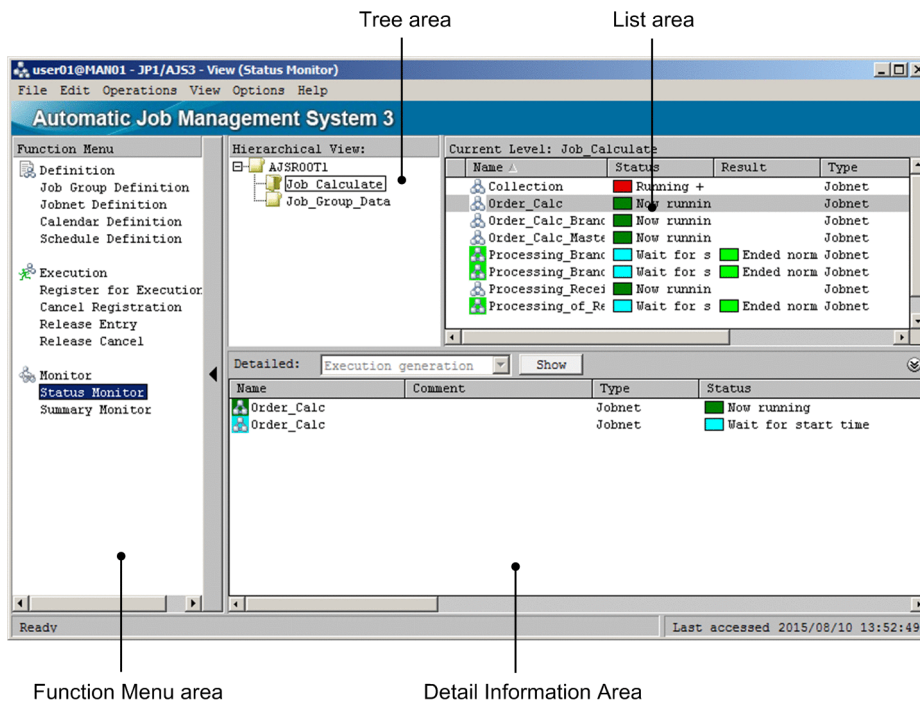 Tree area
List area
user01@MAN01 - JP1/AJS3 - View (Status Monitor)
File Edit Operations View Options Help
Automatic Job Management System 3
Function Menu
Definition
Job Group Definition
Jobnet Definition
Calendar Definition
Schedule Definition
Execution
Register for Execution
Cancel Registration
Release Entry
Release Cancel
Monitor
Status Monitor
Summary Monitor
Hierarchical View:
AJSROOT1
Job Calculate
Job_Group_Data
Current Level: Job_Calculate
Name Status Result Type
Collection Running + Jobnet
Order_Calc Now runnin Jobnet
Order_Calc_Branc Now runnin Jobnet
Order_Calc_Maste Now runnin Jobnet
Processing_Branc Wait for s Ended norm Jobnet
Processing_Branc Wait for s Ended norm Jobnet
Processing_Recei Now runnin Jobnet
Processing_of_Re Wait for s Ended norm Jobnet
Detailed: Execution generation Show
Name Comment Type Status
Order_Calc Jobnet Now running
Order_Calc Jobnet Wait for start time
Ready
Last accessed 2015/08/10 13:52:49
Function Menu area
Detail Information Area